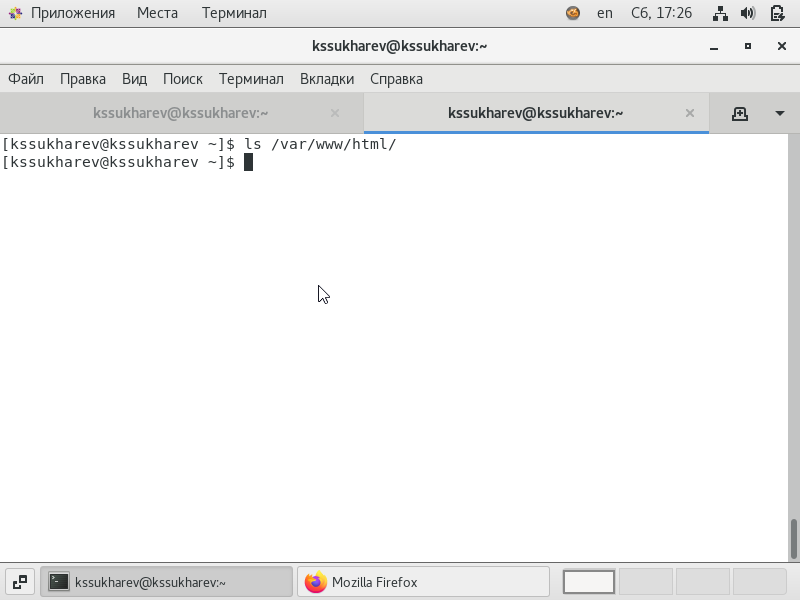 Приложения Места Терминал en Сб, 17:26
kssukharev@kssukharev:~
Файл Правка Вид Поиск Терминал Вкладки Справка
kssukharev@kssukharev:~ kssukharev@kssukharev:~
[kssukharev@kssukharev ~]$ ls /var/www/html/
[kssukharev@kssukharev ~]$
kssukharev@kssukharev:~ Mozilla Firefox